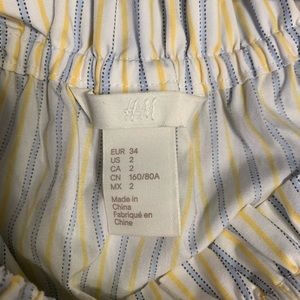 H&M
EUR 34
US 2
CA 2
CN 160/80A
MX 2
Made in
China
Fabriqué en
Chine